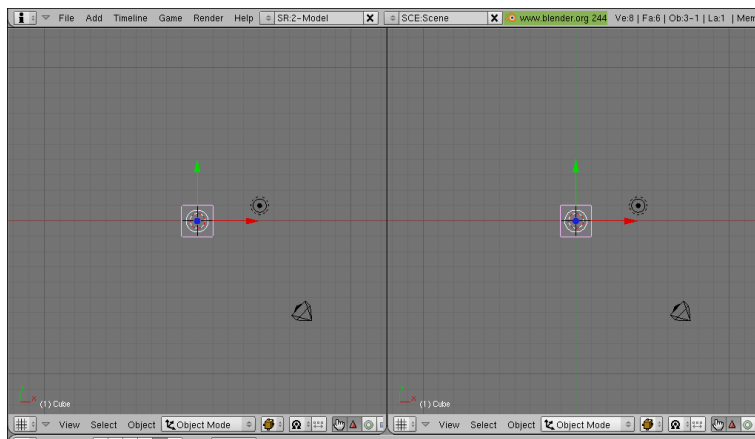 File Add Timeline Game Render Help SR:2-Model X SCE:Scene X www.blender.org 244 Ve:8 | Fa:6 | Ob:3-1 | La:1 | Mem
(1) Cube
(1) Cube
View Select Object Object Mode
View Select Object Object Mode